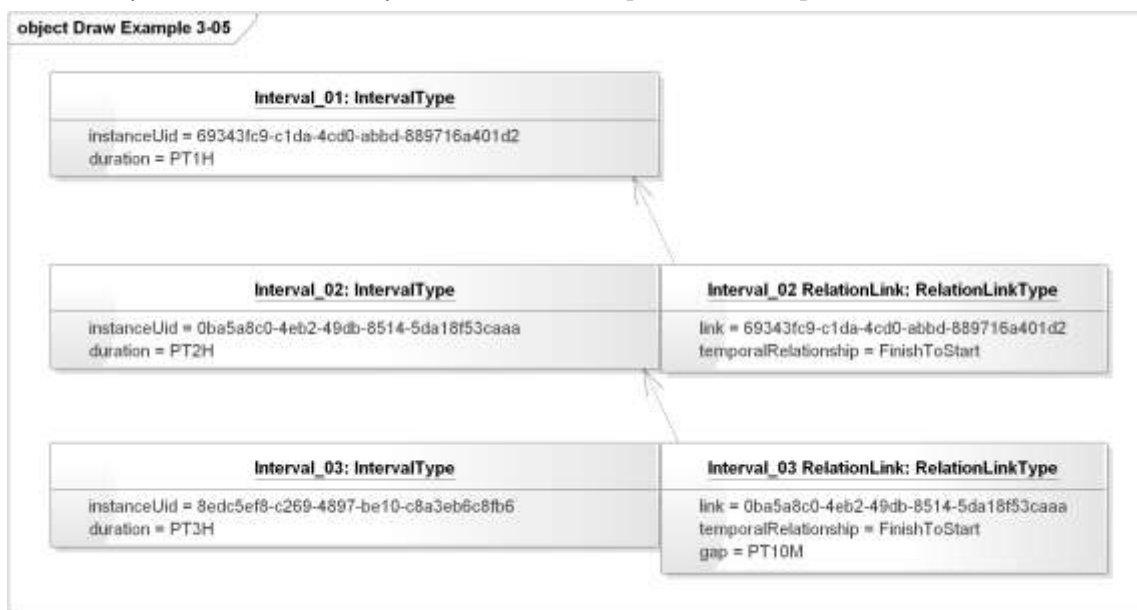 object Draw Example 3-05
Interval_01: IntervalType
instanceUid = 69343fc9-c1da-4cd0-abbd-889716a401d2
duration = PT1H
Interval_02: IntervalType
instanceUid = 0ba5a8c0-4eb2-49db-8514-5da18f53caaa
duration = PT2H
Interval_02 RelationLink: RelationLinkType
link = 69343fc9-c1da-4cd0-abbd-889716a401d2
temporalRelationship = FinishToStart
Interval_03: IntervalType
instanceUid = 8edc5ef8-c269-4897-be10-c8a3eb6c8fb6
duration = PT3H
Interval_03 RelationLink: RelationLinkType
link = 0ba5a8c0-4eb2-49db-8514-5da18f53caaa
temporalRelationship = FinishToStart
gap = PT10M